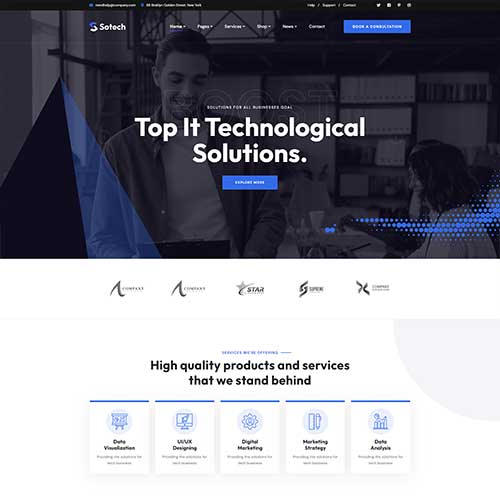 needhelp@company.com 88 Broklyn Golden Street. New York Help / Support / Contact
Sotech Home Pages Services Shop News Contact BOOK A CONSULTATION
SOLUTIONS FOR ALL BUSINESSES GOAL
Top It Technological
Solutions.
EXPLORE MORE
COMPANY COMPANY STAR SUPREME COMPANY
SERVICES WE'RE OFFERING
High quality products and services
that we stand behind
Data UI/UX Digital Marketing Data
Visualization Designing Marketing Strategy Analysis
Providing the solutions for Providing the solutions for Providing the solutions for Providing the solutions for Providing the solutions for
tech business tech business tech business tech business tech business